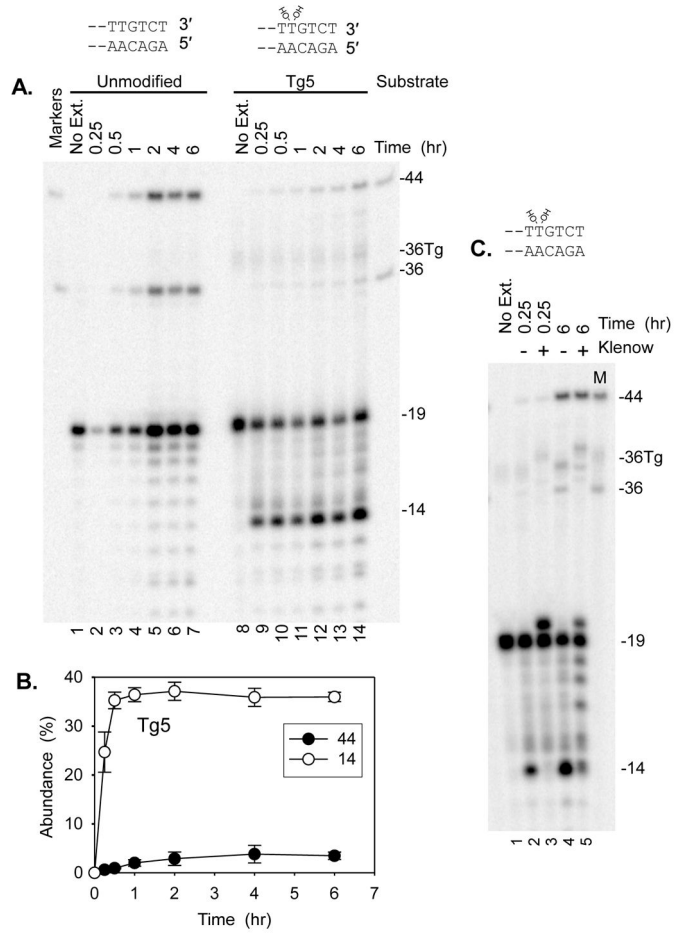 --TTGTCT 3′
--AACAGA 5′
HO OH
--TTGTCT 3′
--AACAGA 5′
A.
Unmodified
Tg5
Substrate
Markers
No Ext.
0.25
0.5
1
2
4
6
No Ext.
0.25
0.5
1
2
4
6
Time (hr)
-44
-36Tg
-36
-19
-14
1 2 3 4 5 6 7 8 9 10 11 12 13 14
B.
40
30
20
10
0
Abundance (%)
Tg5
44
14
0 1 2 3 4 5 6 7
Time (hr)
C.
HO OH
--TTGTCT
--AACAGA
No Ext.
0.25
0.25
6
6
Time (hr)
- + - + Klenow
M
-44
-36Tg
-36
-19
-14
1 2 3 4 5